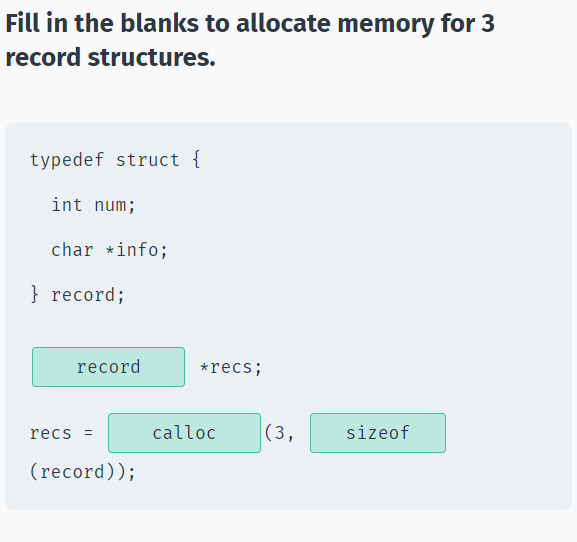 Fill in the blanks to allocate memory for 3
record structures.
typedef struct {
int num;
char *info;
} record;
record *recs;
recs = calloc (3, sizeof
(record));